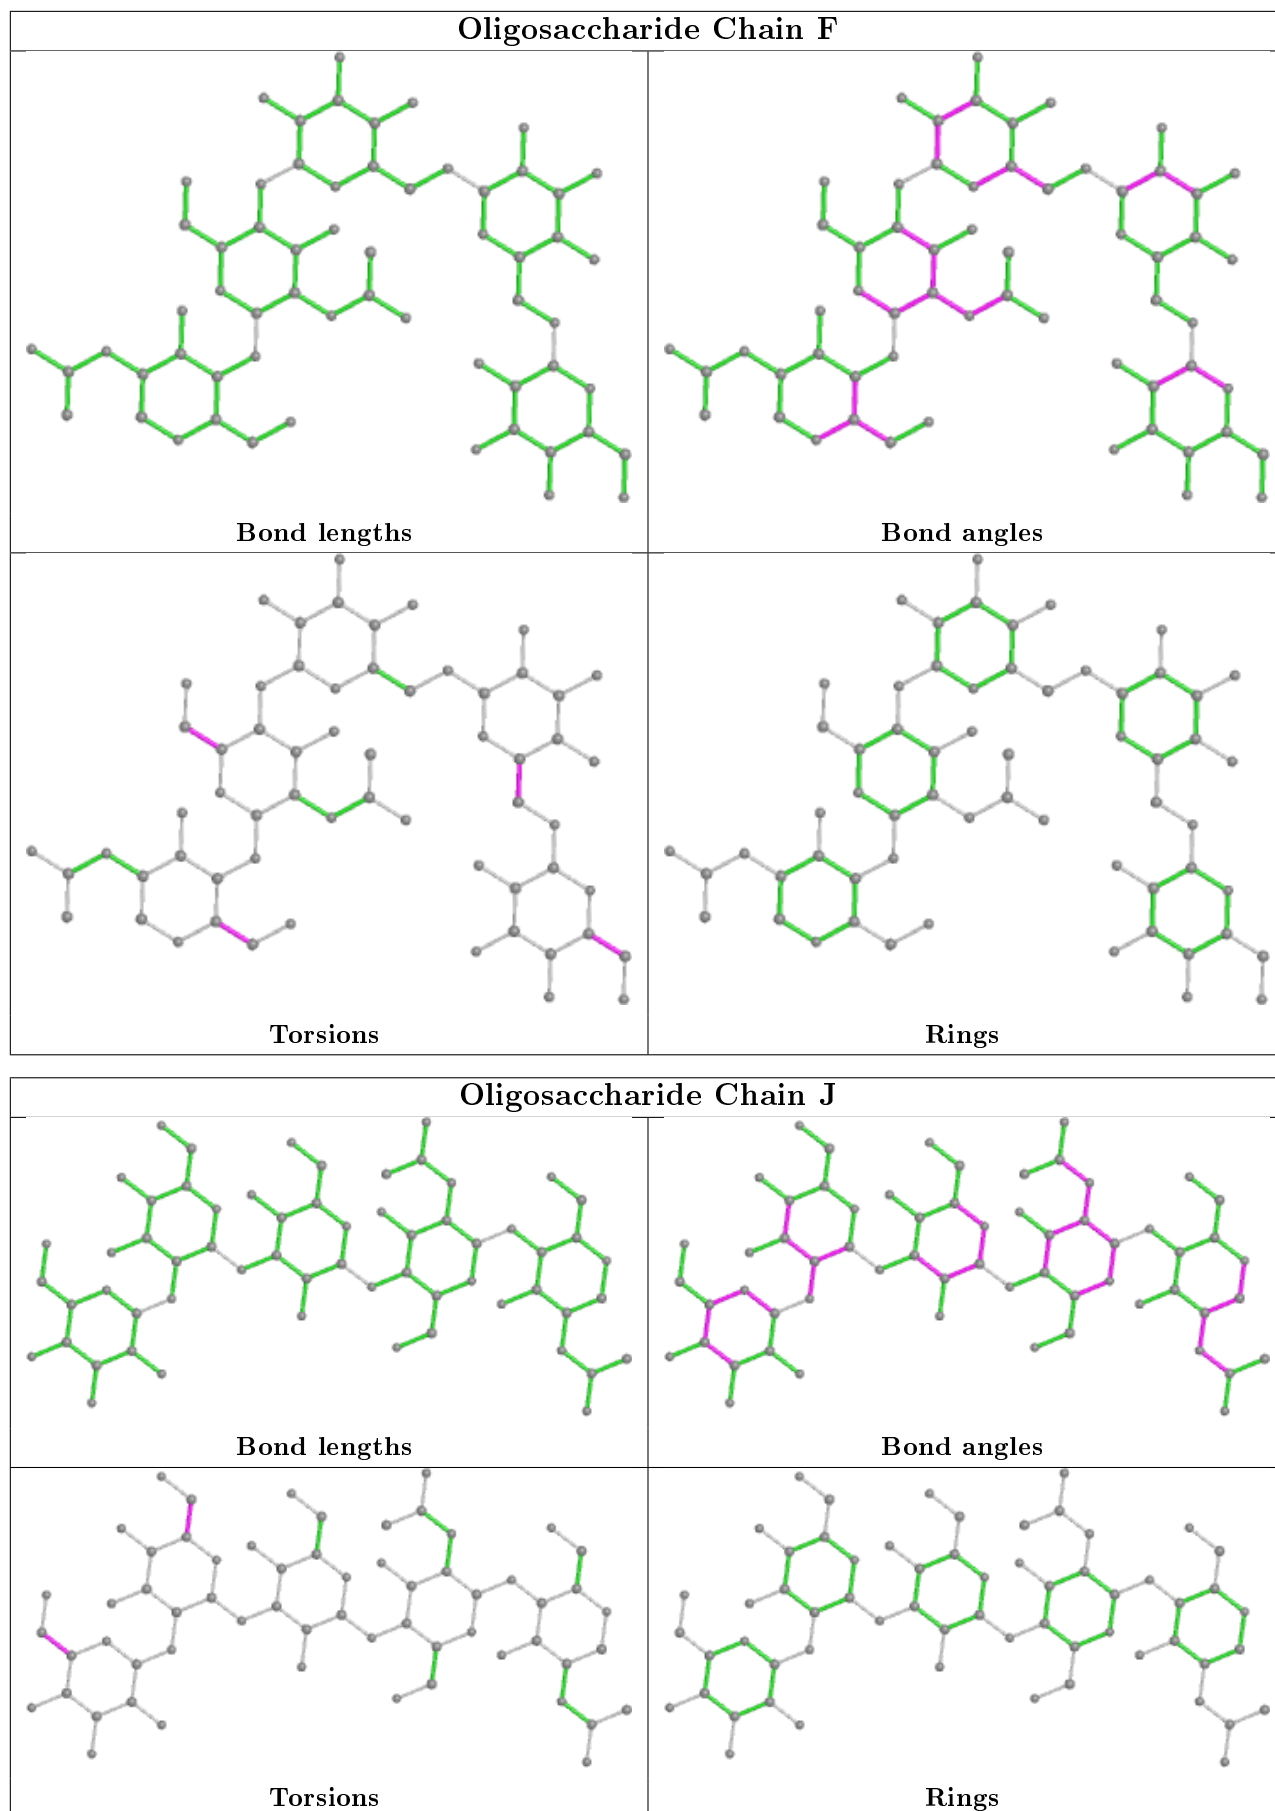 Oligosaccharide Chain F
Bond lengths
Bond angles
Torsions
Rings
Oligosaccharide Chain J
Bond lengths
Bond angles
Torsions
Rings